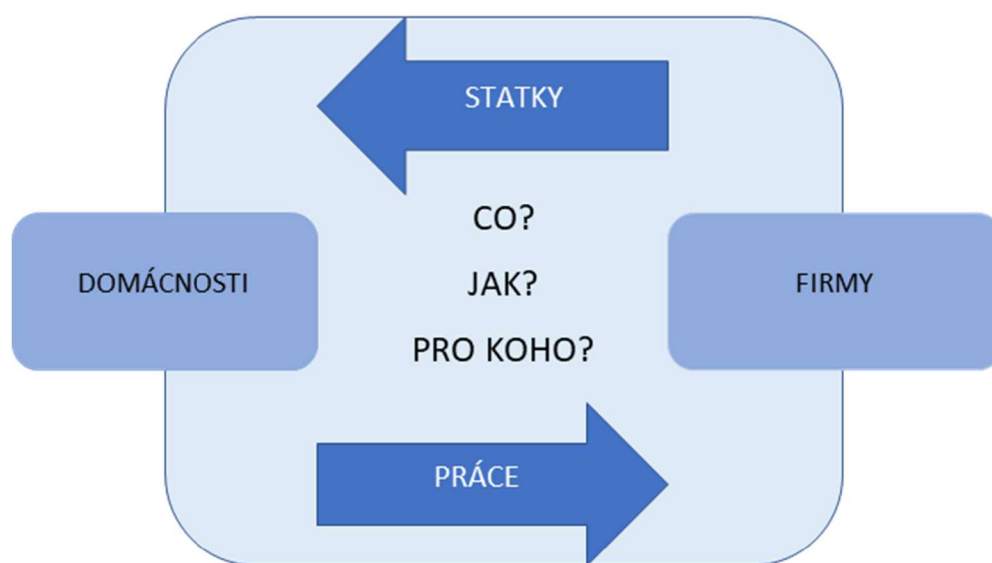 STATKY
CO?
DOMÁCNOSTI
JAK?
FIRMY
PRO KOHO?
PRÁCE